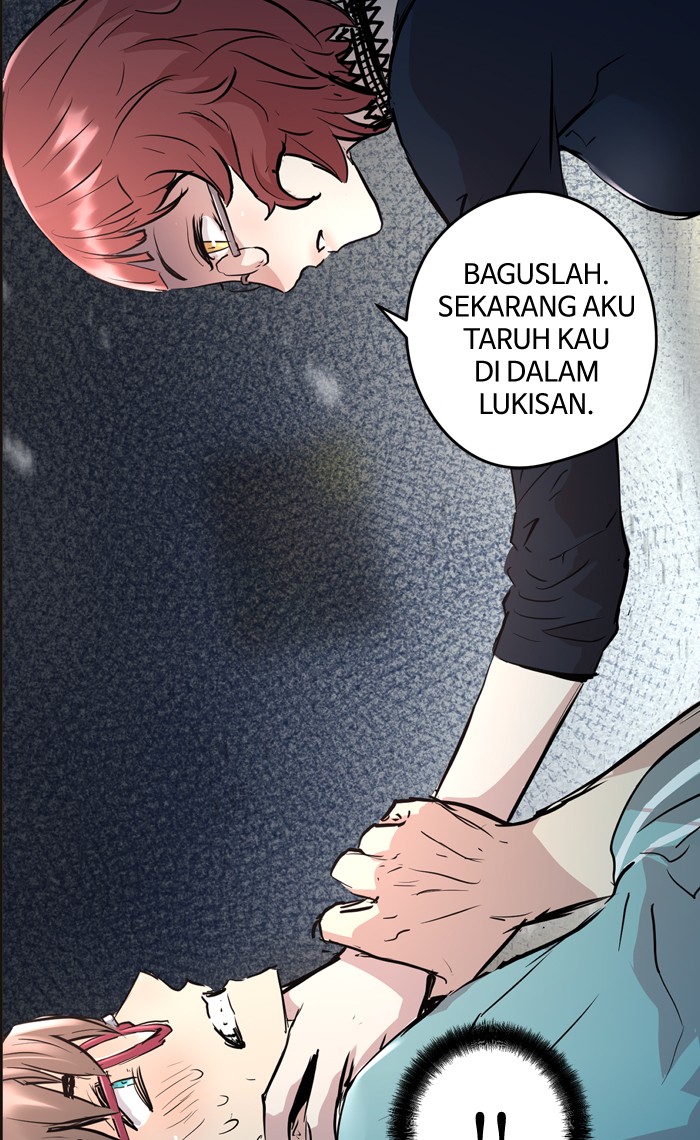 BAGUSLAH.
SEKARANG AKU
TARUH KAU
DI DALAM
LUKISAN.
!!